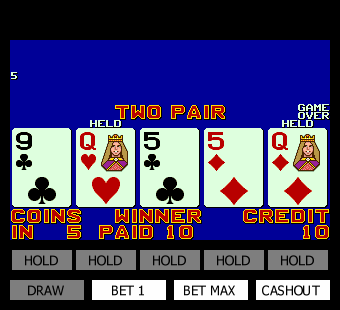 5
TWO PAIR
GAME
OVER
HELD HELD
9 Q 5 5 Q
COINS WINNER CREDIT
IN 5 PAID 10 10
HOLD HOLD HOLD HOLD HOLD
DRAW BET 1 BET MAX CASHOUT